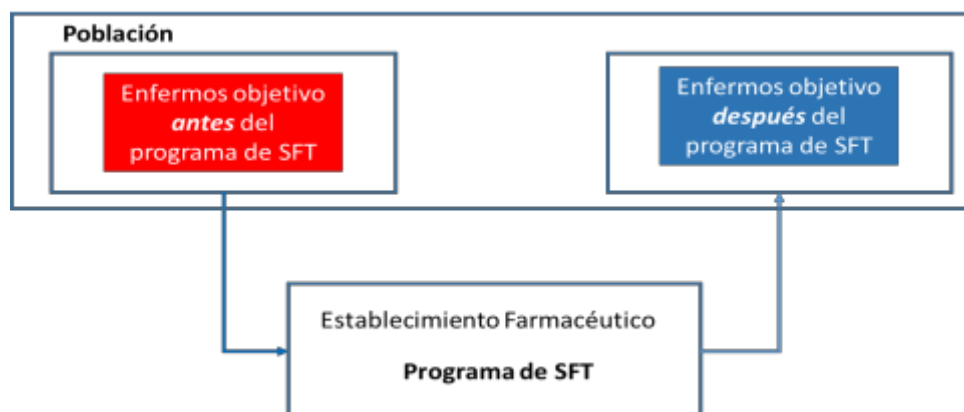 Población
Enfermos objetivo
antes del
programa de SFT
Enfermos objetivo
después del
programa de SFT
Establecimiento Farmacéutico
Programa de SFT